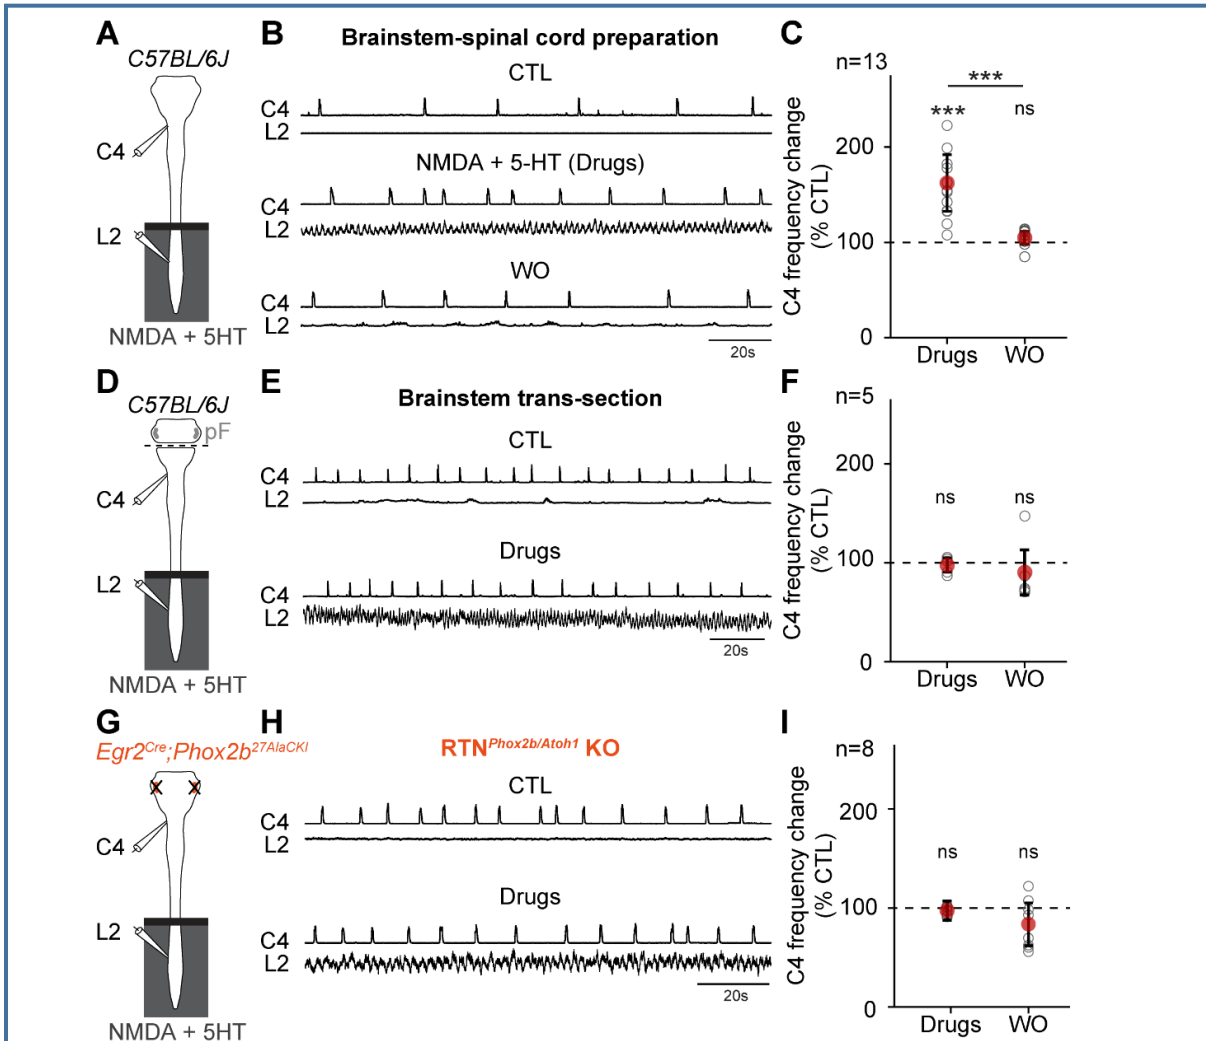 A
C57BL/6J
C4
L2
NMDA + 5HT
B
Brainstem-spinal cord preparation
CTL
C4
L2
NMDA + 5-HT (Drugs)
C4
L2
WO
C4
L2
20s
C
n=13
***
***
ns
C4 frequency change
(% CTL)
200
100
0
Drugs
WO
D
C57BL/6J
pF
C4
L2
NMDA + 5HT
E
Brainstem trans-section
CTL
C4
L2
Drugs
C4
L2
20s
F
n=5
ns
ns
C4 frequency change
(% CTL)
200
100
0
Drugs
WO
G
Egr2Cre;Phox2b27AlaCKI
C4
L2
NMDA + 5HT
H
RTNPhox2b/Atoh1 KO
CTL
C4
L2
Drugs
C4
L2
20s
I
n=8
ns
ns
C4 frequency change
(% CTL)
200
100
0
Drugs
WO